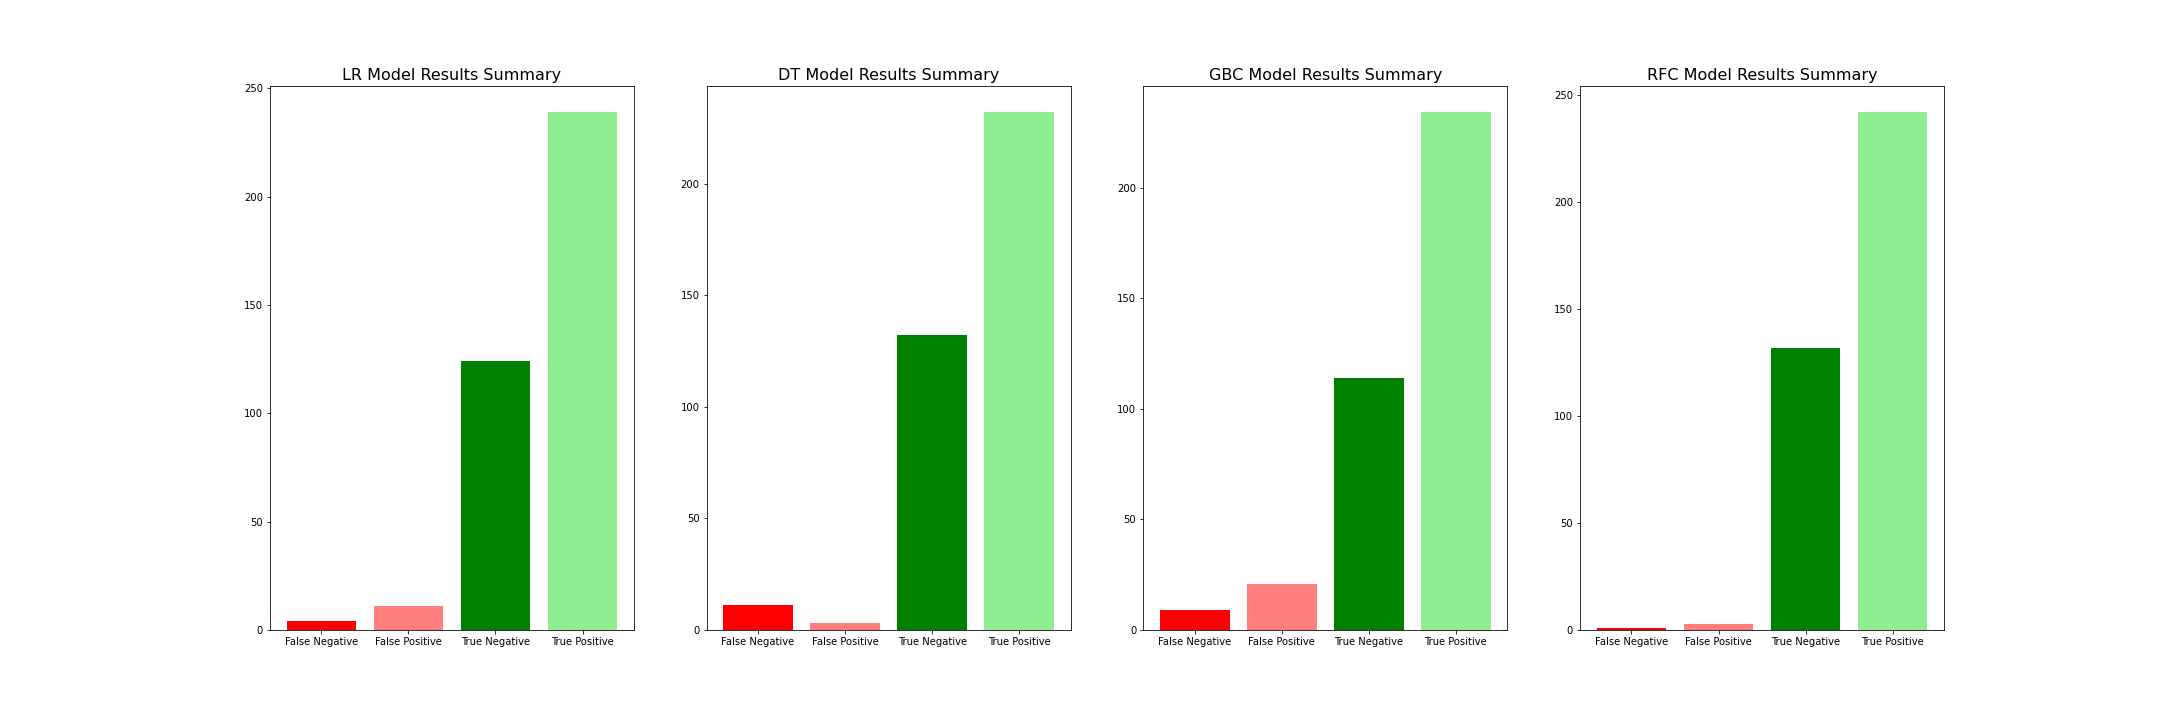 LR Model Results Summary
250
200
150
100
50
0
False Negative False Positive True Negative True Positive
DT Model Results Summary
200
150
100
50
0
False Negative False Positive True Negative True Positive
GBC Model Results Summary
200
150
100
50
0
False Negative False Positive True Negative True Positive
RFC Model Results Summary
250
200
150
100
50
0
False Negative False Positive True Negative True Positive